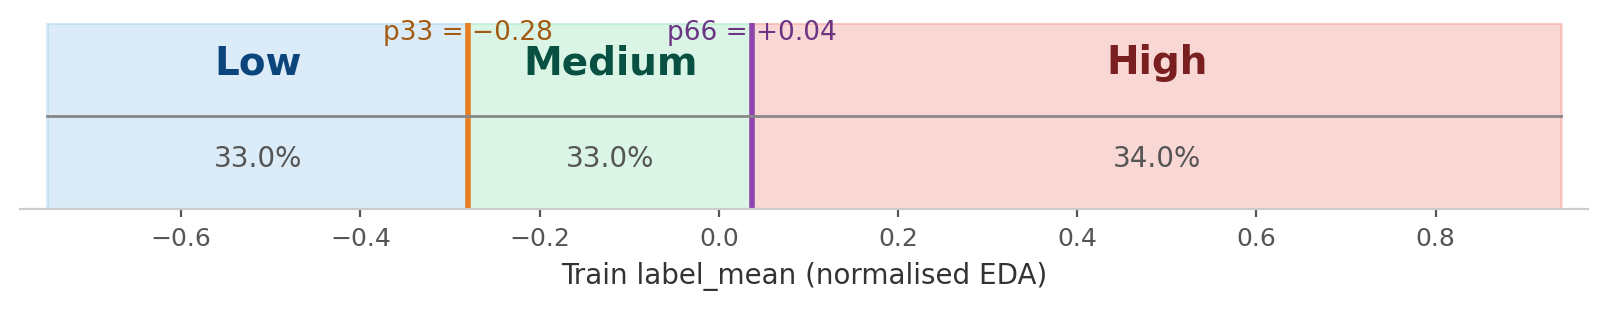 p33 = −0.28 p66 = +0.04
Low Medium High
33.0% 33.0% 34.0%
−0.6 −0.4 −0.2 0.0 0.2 0.4 0.6 0.8
Train label_mean (normalised EDA)